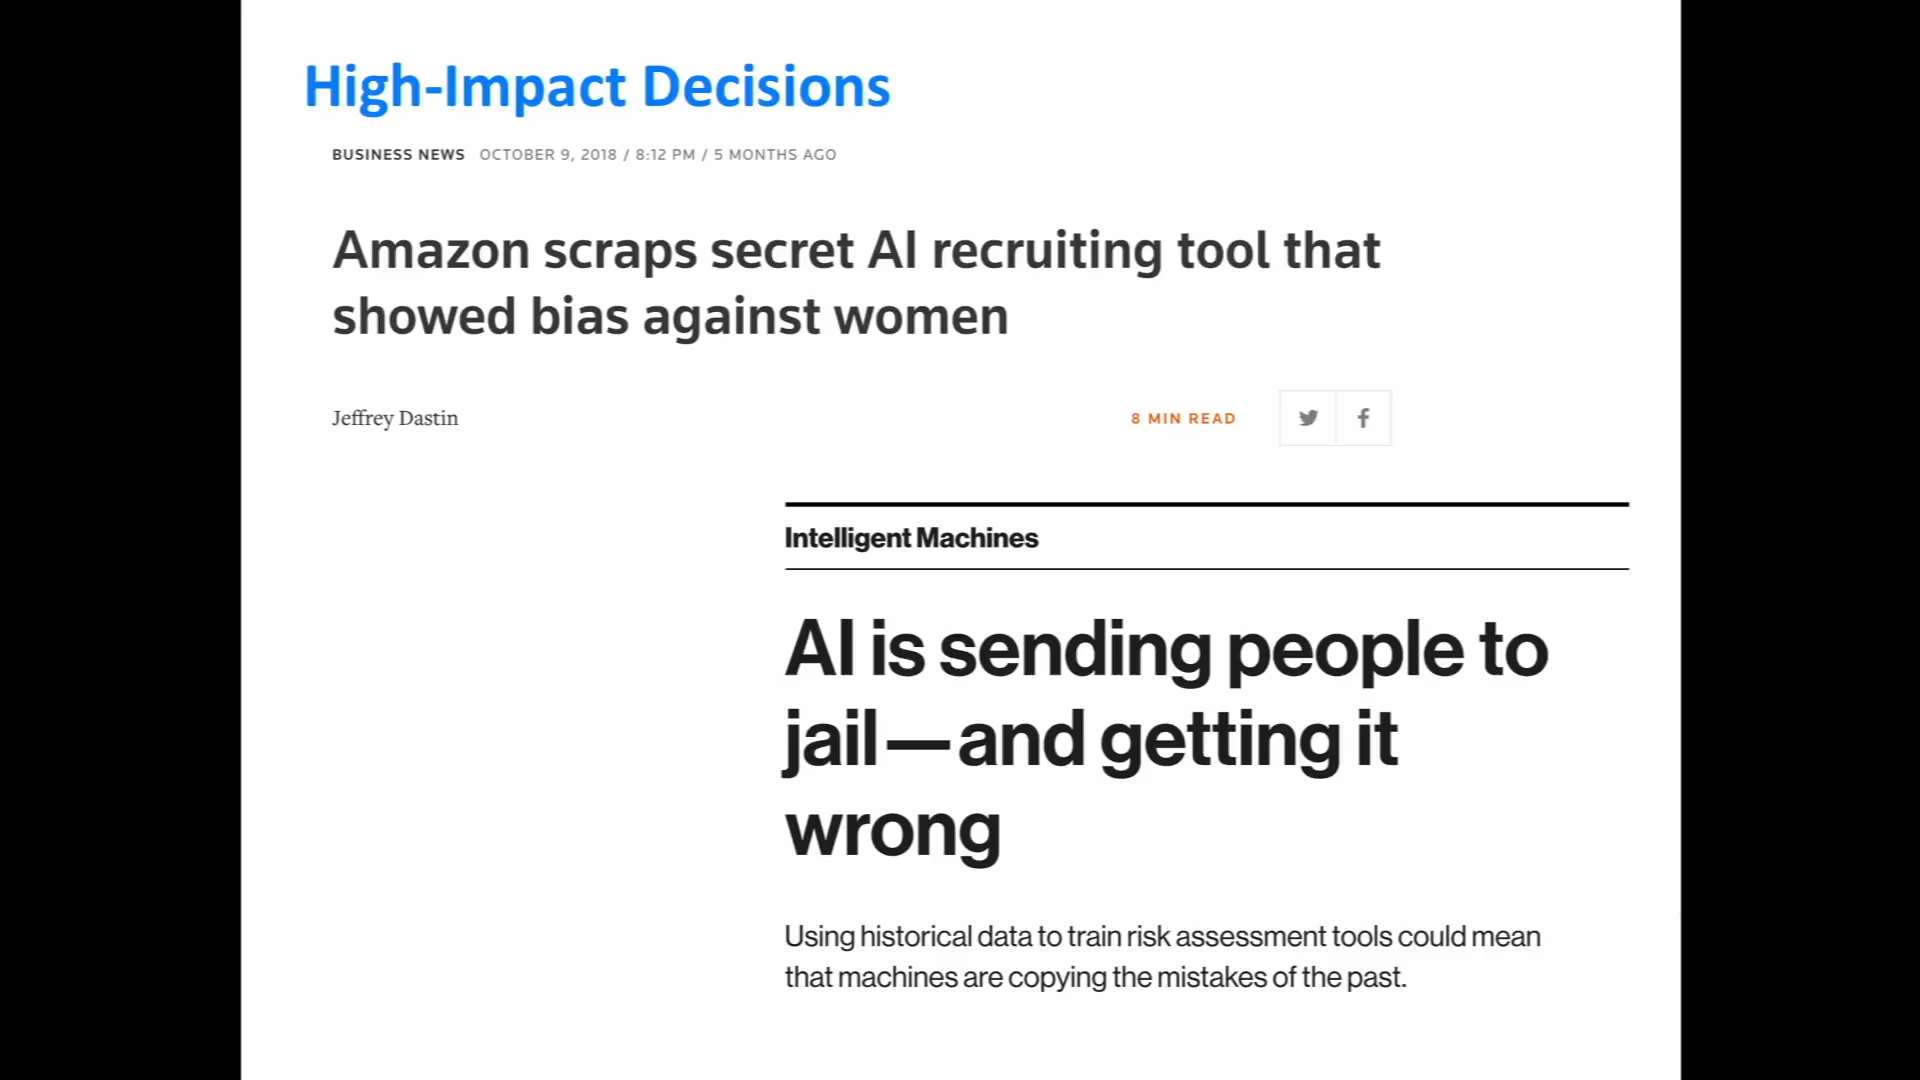 High-Impact Decisions
BUSINESS NEWS OCTOBER 9, 2018 / 8:12 PM / 5 MONTHS AGO
Amazon scraps secret AI recruiting tool that
showed bias against women
Jeffrey Dastin
8 MIN READ
Intelligent Machines
AI is sending people to
jail—and getting it
wrong
Using historical data to train risk assessment tools could mean
that machines are copying the mistakes of the past.